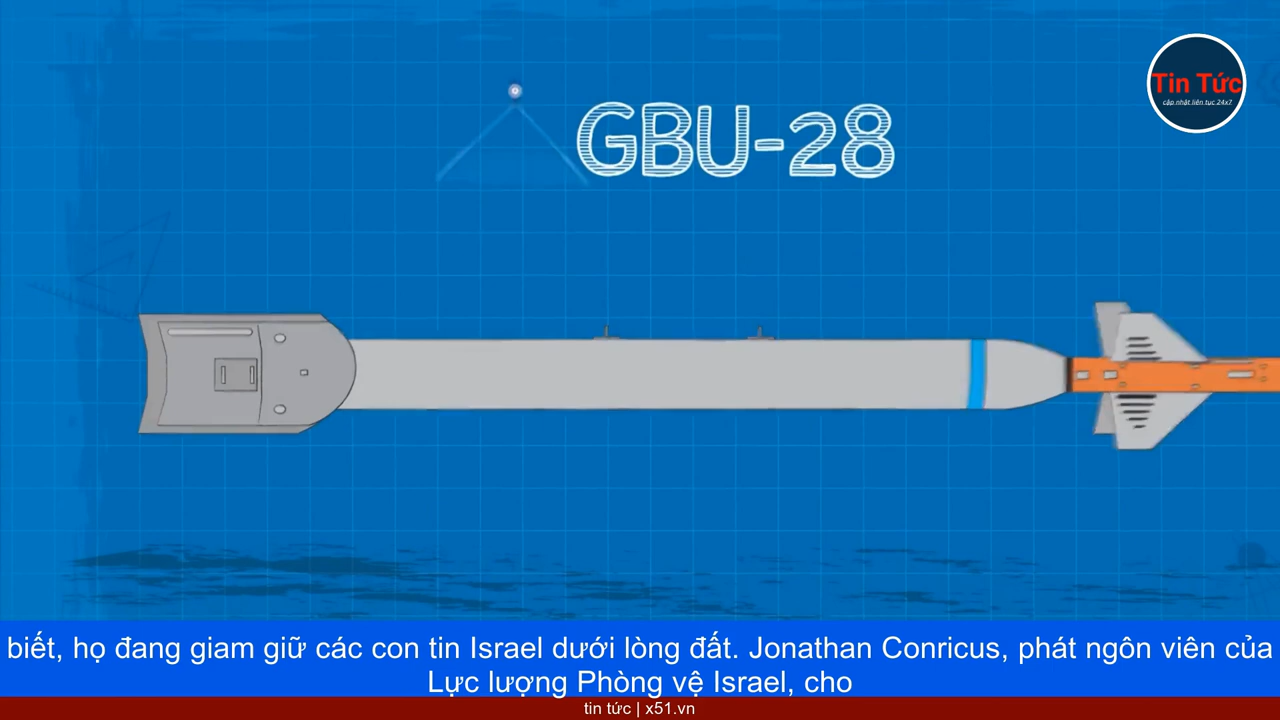 Tin Tức
cập nhật liên tục 24x7
GBU-28
biết, họ đang giam giữ các con tin Israel dưới lòng đất. Jonathan Conricus, phát ngôn viên của
Lực lượng Phòng vệ Israel, cho
tin tức | x51.vn